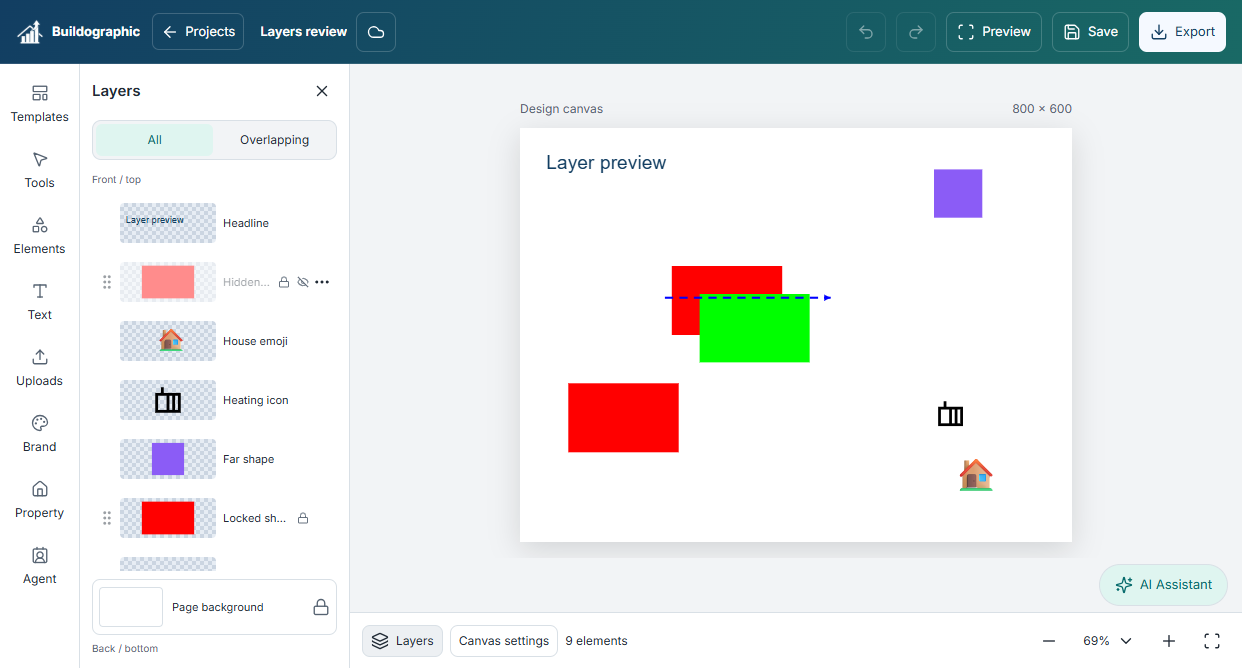 Buildographic
Projects
Layers review
Preview
Save
Export
Templates
Tools
Elements
Text
Uploads
Brand
Property
Agent
Layers
All
Overlapping
Front / top
Layer preview
Headline
Hidden...
House emoji
Heating icon
Far shape
Locked sh...
Page background
Back / bottom
Design canvas
800 × 600
Layer preview
AI Assistant
Layers
Canvas settings
9 elements
69%